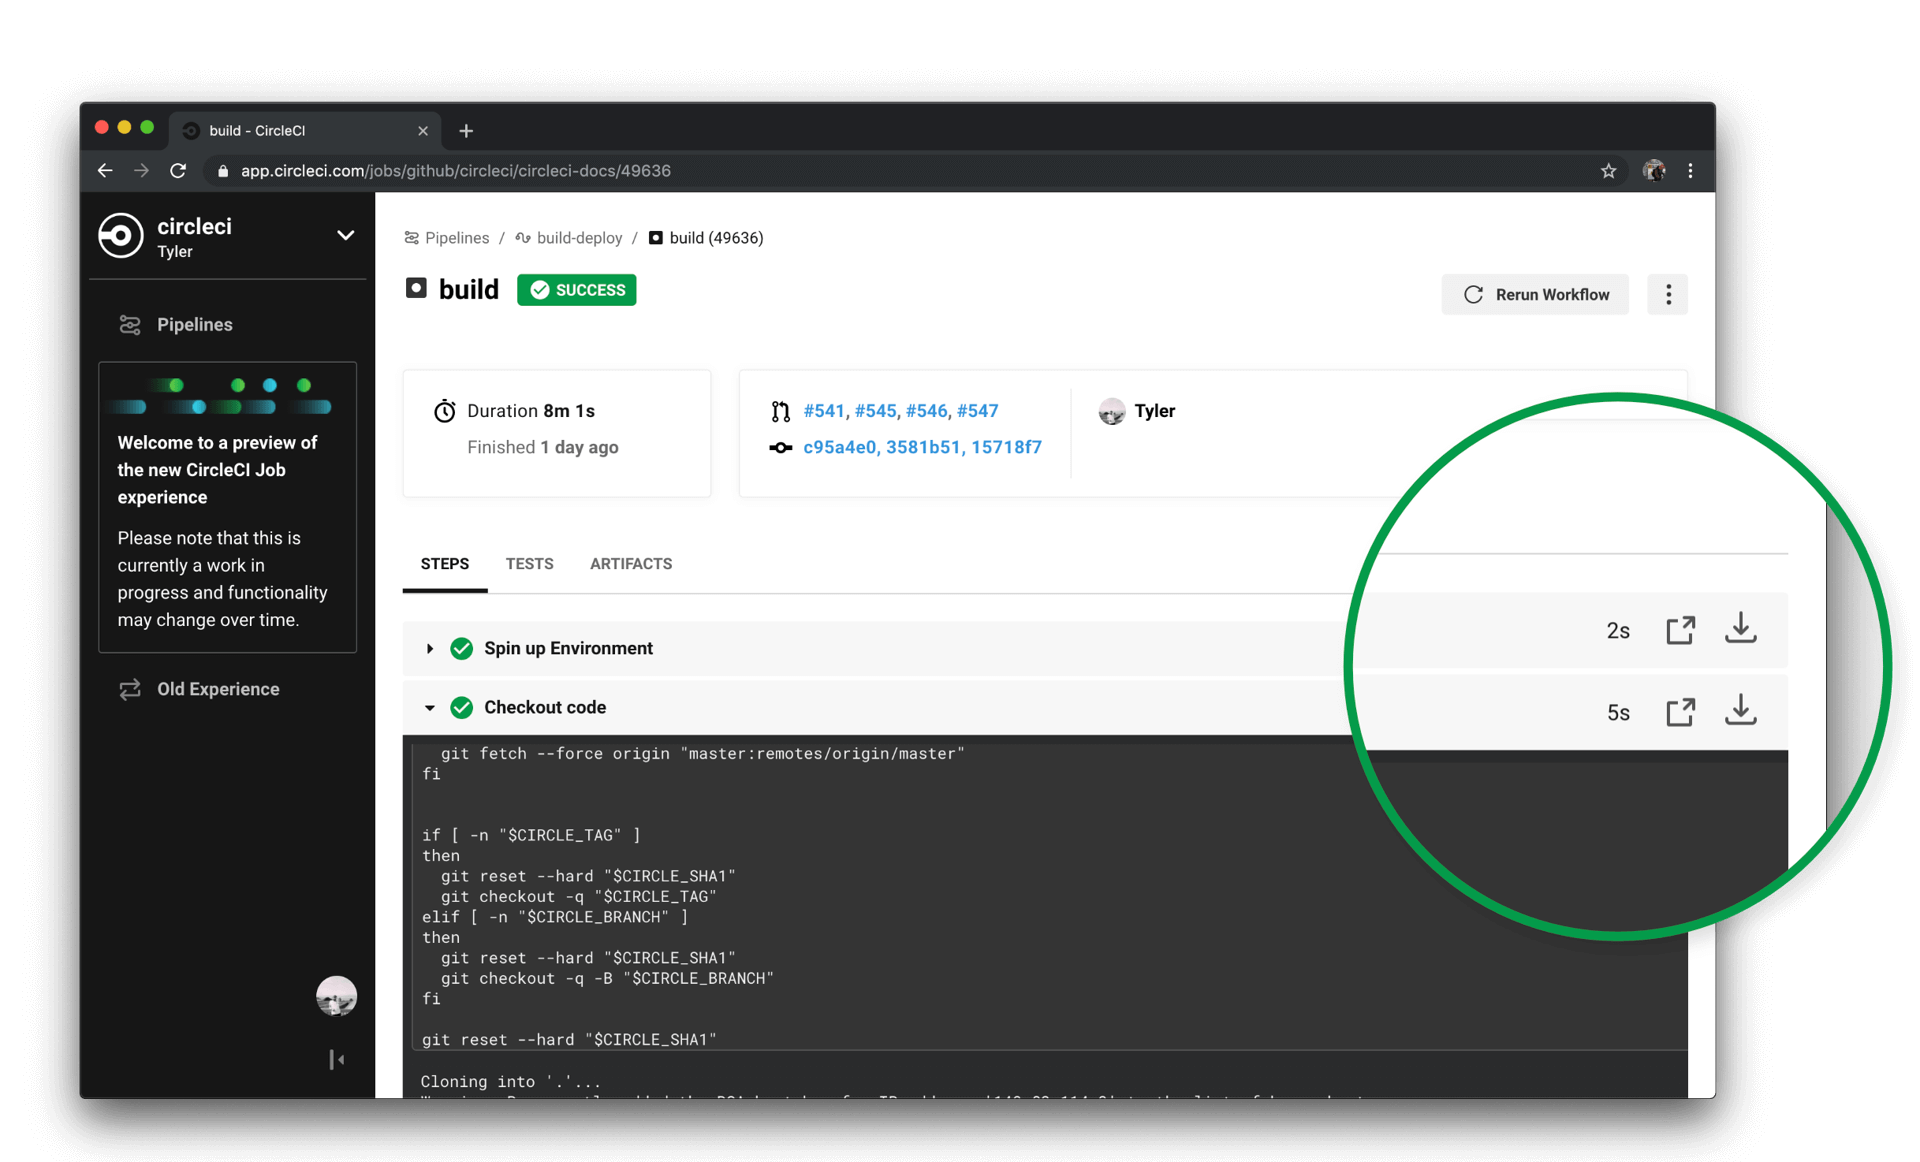 build - CircleCI
app.circleci.com/jobs/github/circleci/circleci-docs/49636
circleci
Tyler
Pipelines
Welcome to a preview of
the new CircleCI Job
experience
Please note that this is
currently a work in
progress and functionality
may change over time.
Old Experience
Pipelines / build-deploy / build (49636)
build SUCCESS
Rerun Workflow
Duration 8m 1s
Finished 1 day ago
#541, #545, #546, #547
c95a4e0, 3581b51, 15718f7
Tyler
STEPS TESTS ARTIFACTS
Spin up Environment 2s
Checkout code 5s
git fetch --force origin "master:remotes/origin/master"
fi
if [ -n "$CIRCLE_TAG" ]
then
git reset --hard "$CIRCLE_SHA1"
git checkout -q "$CIRCLE_TAG"
elif [ -n "$CIRCLE_BRANCH" ]
then
git reset --hard "$CIRCLE_SHA1"
git checkout -q -B "$CIRCLE_BRANCH"
fi
git reset --hard "$CIRCLE_SHA1"
Cloning into '.'...